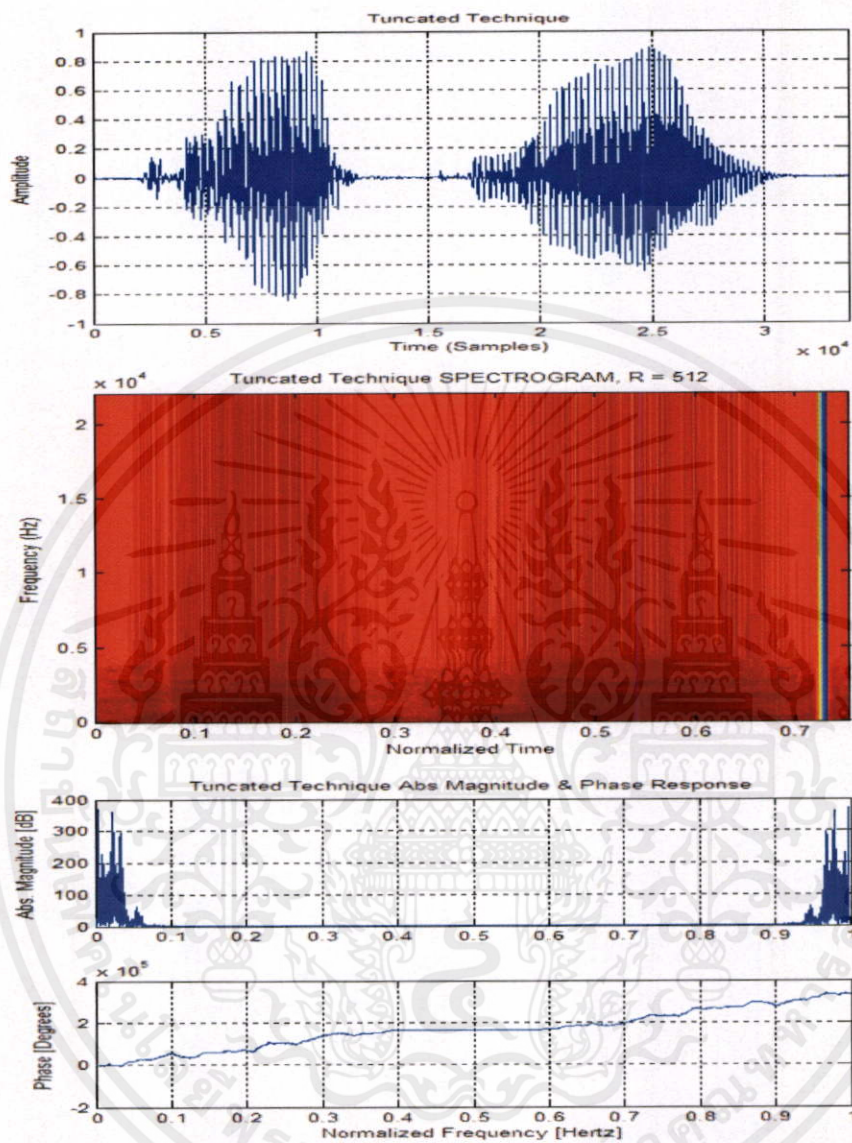 Tuncated Technique
1
0.8
0.6
0.4
0.2
0
-0.2
-0.4
-0.6
-0.8
-1
Amplitude
0 0.5 1 1.5 2 2.5 3
Time (Samples)
× 10⁴
× 10⁴
Tuncated Technique SPECTROGRAM, R = 512
2
1.5
1
0.5
0
Frequency (Hz)
0 0.1 0.2 0.3 0.4 0.5 0.6 0.7
Normalized Time
Tuncated Technique Abs Magnitude & Phase Response
400
300
200
100
0
Abs. Magnitude [dB]
0 0.1 0.2 0.3 0.4 0.5 0.6 0.7 0.8 0.9 1
× 10⁵
4
2
0
-2
Phase [Degrees]
0 0.1 0.2 0.3 0.4 0.5 0.6 0.7 0.8 0.9 1
Normalized Frequency [Hertz]